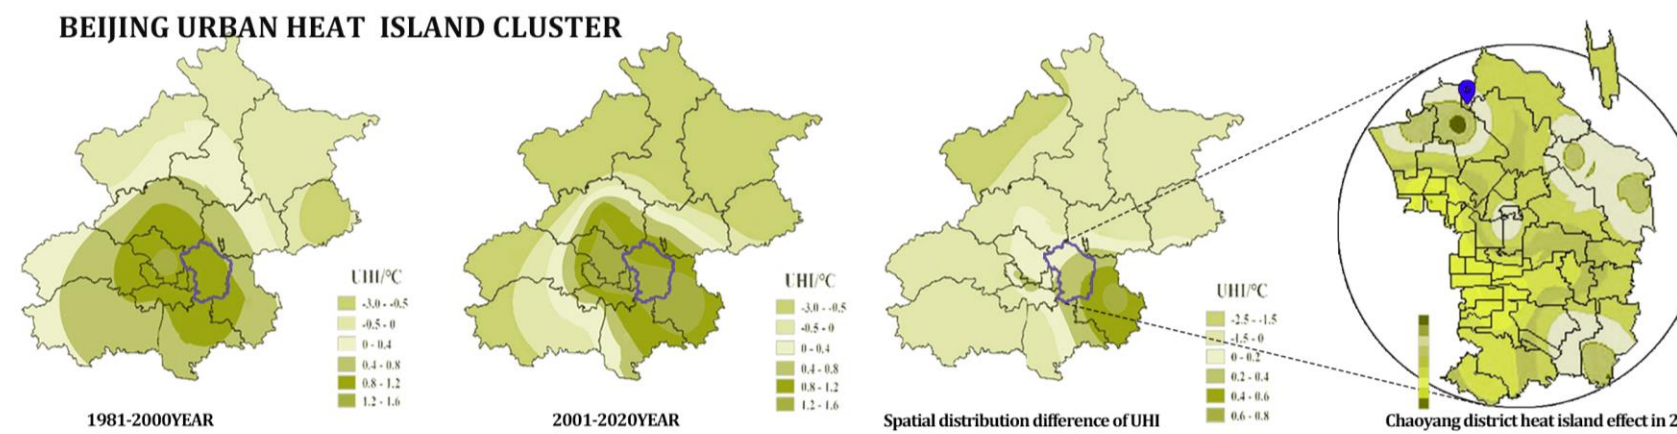 BEIJING URBAN HEAT ISLAND CLUSTER
UHI/°C
-3.0 - -0.5
-0.5 - 0
0 - 0.4
0.4 - 0.8
0.8 - 1.2
1.2 - 1.6
1981-2000YEAR
UHI/°C
-3.0 - -0.5
-0.5 - 0
0 - 0.4
0.4 - 0.8
0.8 - 1.2
1.2 - 1.6
2001-2020YEAR
UHI/°C
-2.5 - -1.5
-1.5 - 0
0 - 0.2
0.2 - 0.4
0.4 - 0.6
0.6 - 0.8
Spatial distribution difference of UHI
Chaoyang district heat island effect in 2